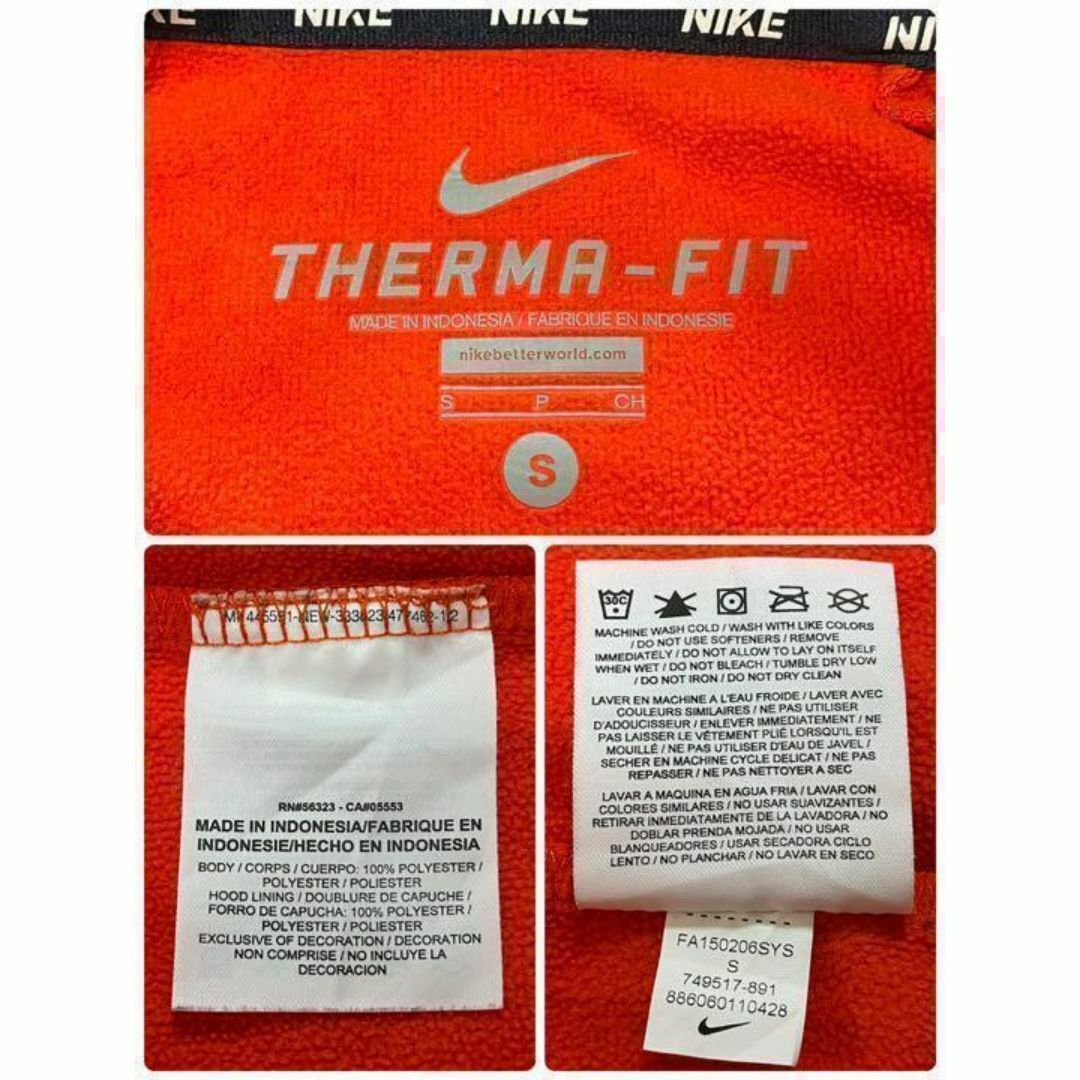 NIKE NIKE
THERMA-FIT
MADE IN INDONESIA / FABRIQUE EN INDONESIE
nikebetterworld.com
S P CH
S
RN#56323 - CA#05553
MADE IN INDONESIA/FABRIQUE EN
INDONESIE/HECHO EN INDONESIA
BODY / CORPS / CUERPO: 100% POLYESTER /
POLYESTER / POLIESTER
HOOD LINING / DOUBLURE DE CAPUCHE /
FORRO DE CAPUCHA: 100% POLYESTER /
POLYESTER / POLIESTER
EXCLUSIVE OF DECORATION / DECORATION
NON COMPRISE / NO INCLUYE LA
DECORACION
30C
MACHINE WASH COLD / WASH WITH LIKE COLORS
/ DO NOT USE SOFTENERS / REMOVE
IMMEDIATELY / DO NOT ALLOW TO LAY ON ITSELF
WHEN WET / DO NOT BLEACH / TUMBLE DRY LOW
/ DO NOT IRON / DO NOT DRY CLEAN
LAVER EN MACHINE A L'EAU FROIDE / LAVER AVEC
COULEURS SIMILAIRES / NE PAS UTILISER
D'ADOUCISSEUR / ENLEVER IMMEDIATEMENT / NE
PAS LAISSER LE VÊTEMENT PLIÉ LORSQU'IL EST
MOUILLÉ / NE PAS UTILISER D'EAU DE JAVEL /
SECHER EN MACHINE CYCLE DELICAT / NE PAS
REPASSER / NE PAS NETTOYER A SEC
LAVAR A MAQUINA EN AGUA FRIA / LAVAR CON
COLORES SIMILARES / NO USAR SUAVIZANTES /
RETIRAR INMEDIATAMENTE DE LA LAVADORA / NO
DOBLAR PRENDA MOJADA / NO USAR
BLANQUEADORES / USAR SECADORA CICLO
LENTO / NO PLANCHAR / NO LAVAR EN SECO
FA150206SYS
S
749517-891
886060110428